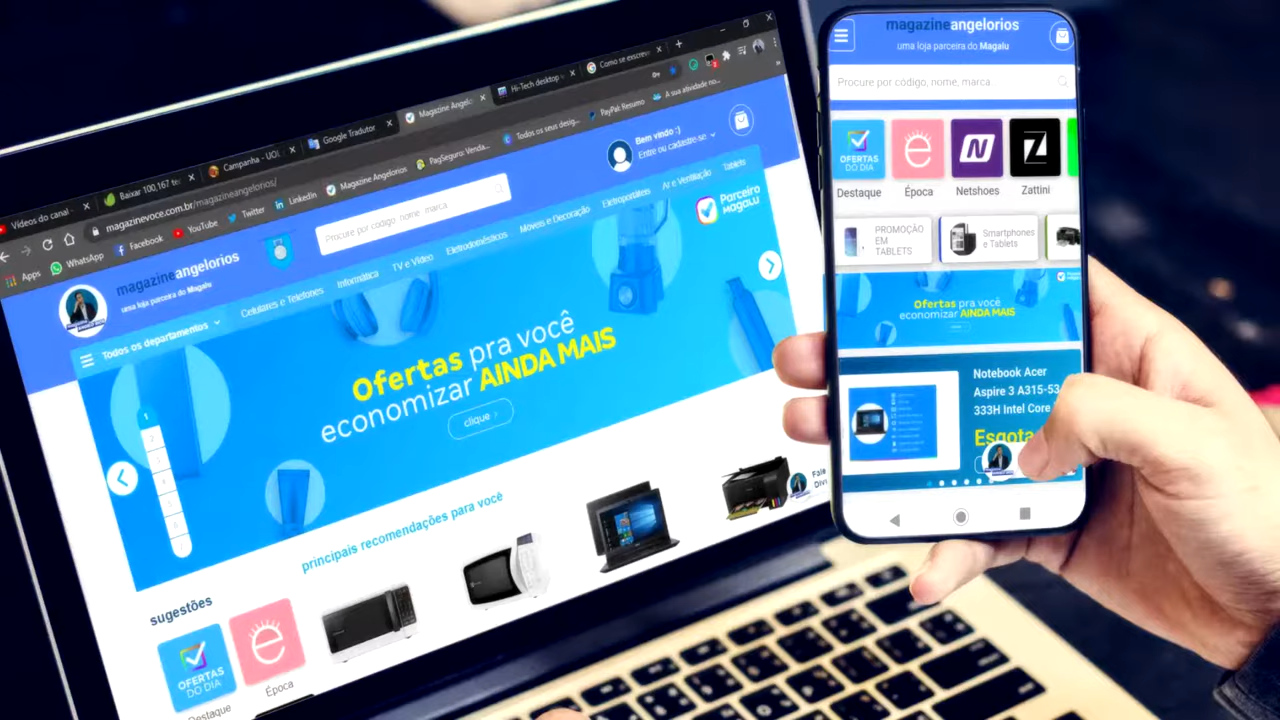 Vídeos do canal -
Baixar 100,167 te
Campanha - UOL
Google Tradutor
Magazine Angelo
Hi-Tech desktop
Como se escreve
magazinevoce.com.br/magazineangelorios/
Apps
WhatsApp
Facebook
YouTube
Twitter
LinkedIn
Magazine Angelorios
PagSeguro: Venda...
Todos os seus desig...
PayPal: Resumo
A sua atividade no...
magazineangelorios
uma loja parceira do Magalu
Procure por código, nome, marca
Bem vindo :)
Entre ou cadastre-se
Todos os departamentos
Celulares e Telefones
Informática
TV e Vídeo
Eletrodomésticos
Móveis e Decoração
Eletroportáteis
Ar e Ventilação
Tablets
Parceiro
Magalu
Ofertas pra você
economizar AINDA MAIS
clique
1
principais recomendações para você
Fale
Divu
sugestões
OFERTAS
DO DIA
e
Destaque
Época
magazineangelorios
uma loja parceira do Magalu
Procure por código, nome, marca
OFERTAS
DO DIA
e
N
Z
Destaque
Época
Netshoes
Zattini
PROMOÇÃO
EM
TABLETS
Smartphones
e Tablets
Ofertas pra você
economizar AINDA MAIS
Notebook Acer
Aspire 3 A315-53-
333H Intel Core
Esgota